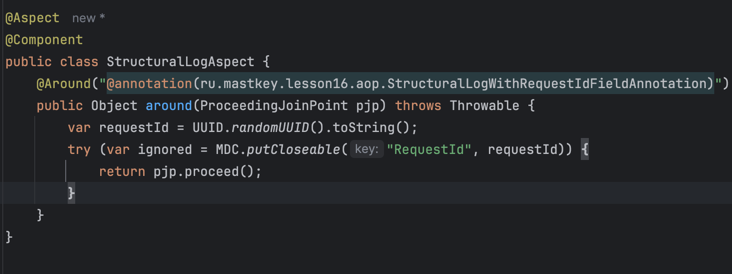 @Aspect new *
@Component
public class StructuralLogAspect {
    @Around("@annotation(ru.mastkey.lesson16.aop.StructuralLogWithRequestIdFieldAnnotation)")
    public Object around(ProceedingJoinPoint pjp) throws Throwable {
        var requestId = UUID.randomUUID().toString();
        try (var ignored = MDC.putCloseable( key: "RequestId", requestId)) {
            return pjp.proceed();
        }
    }
}